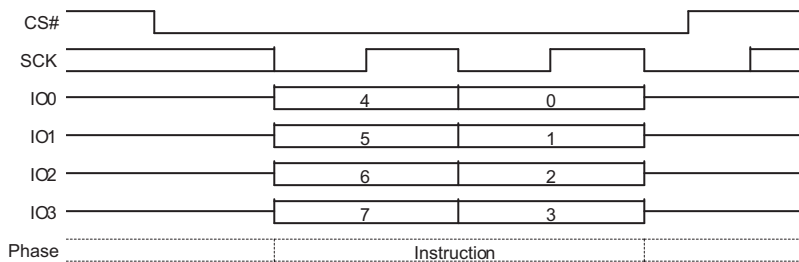 CS#
SCK
IO0 4 0
IO1 5 1
IO2 6 2
IO3 7 3
Phase Instruction